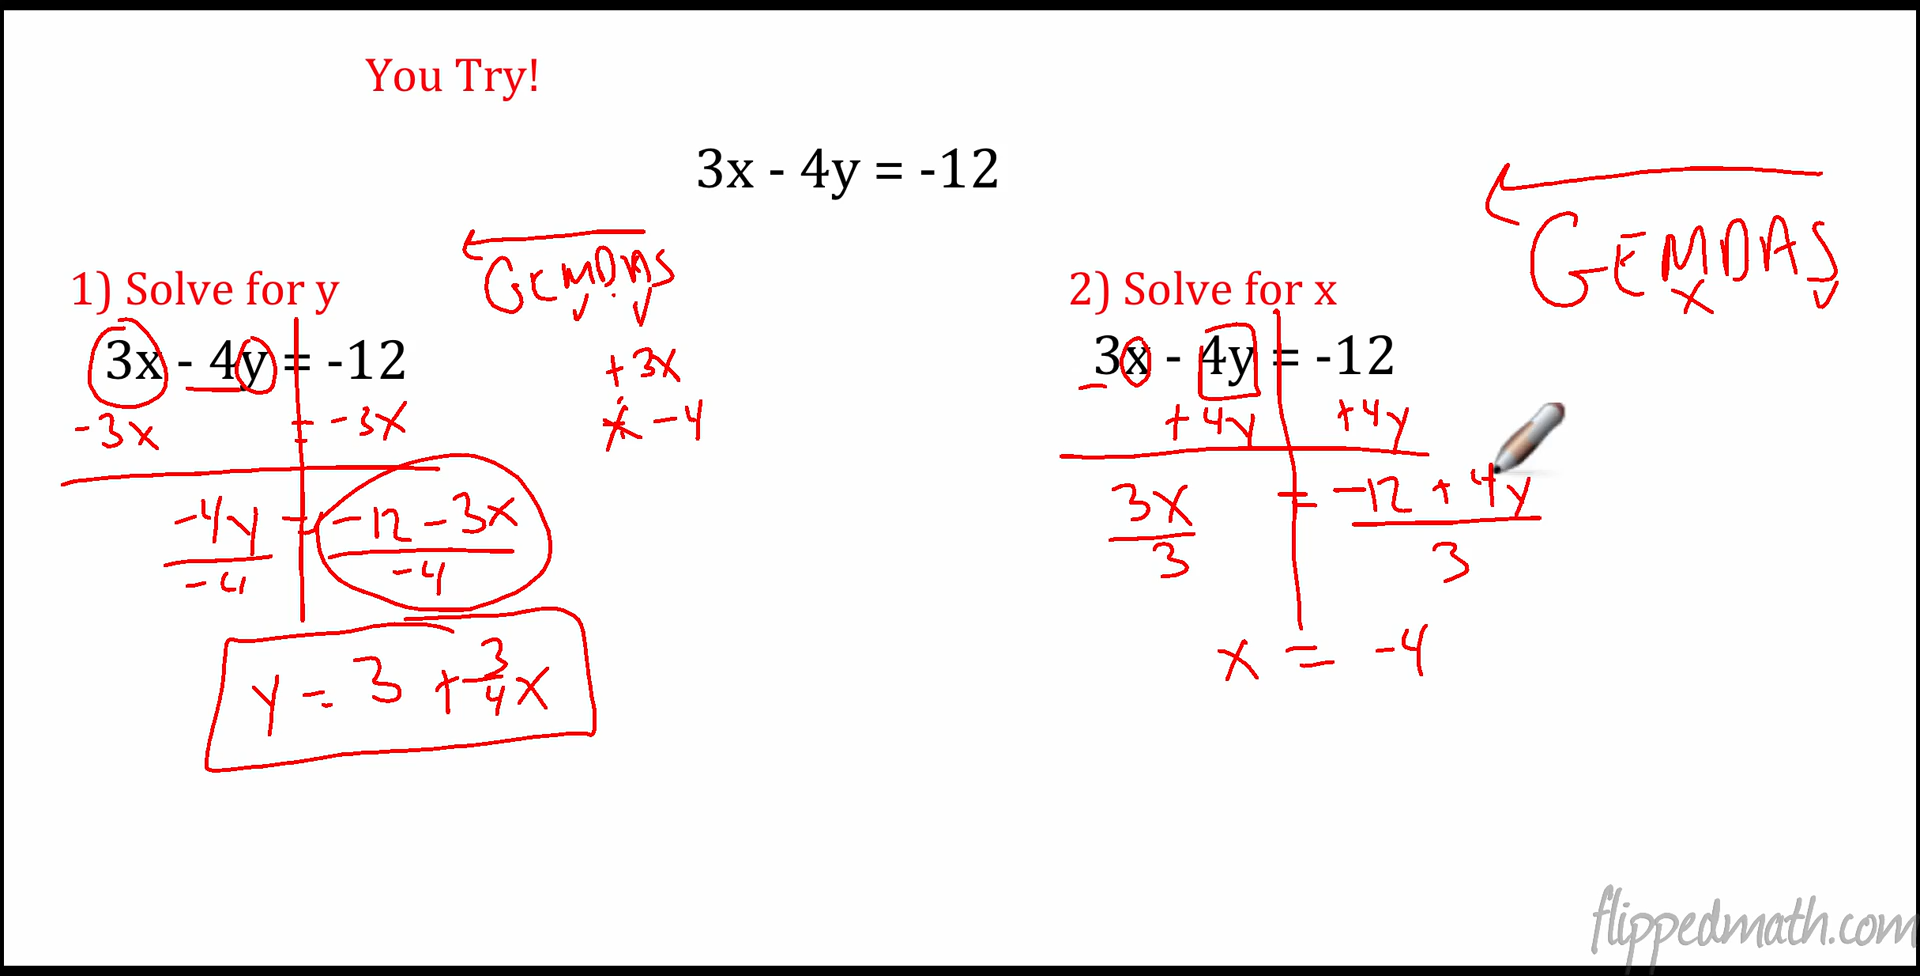 You Try!
3x - 4y = -12
1) Solve for y
GEMDAS
3x - 4y = -12
-3x = -3x
+ 3x
x - 4
-4y = -12 - 3x
-4 -4
y = 3 + 3/4 x
2) Solve for x
GEMDAS
x
3x - 4y = -12
+ 4y +4y
3x = -12 + 4y
3 3
x = -4
flippedmath.com